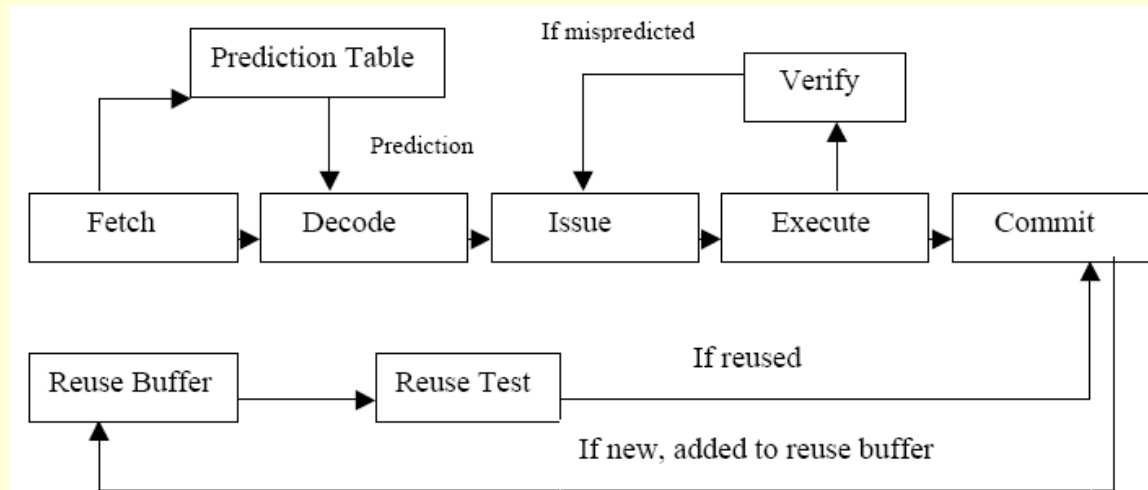 If mispredicted
Prediction Table
Verify
Prediction
Fetch
Decode
Issue
Execute
Commit
If reused
Reuse Buffer
Reuse Test
If new, added to reuse buffer